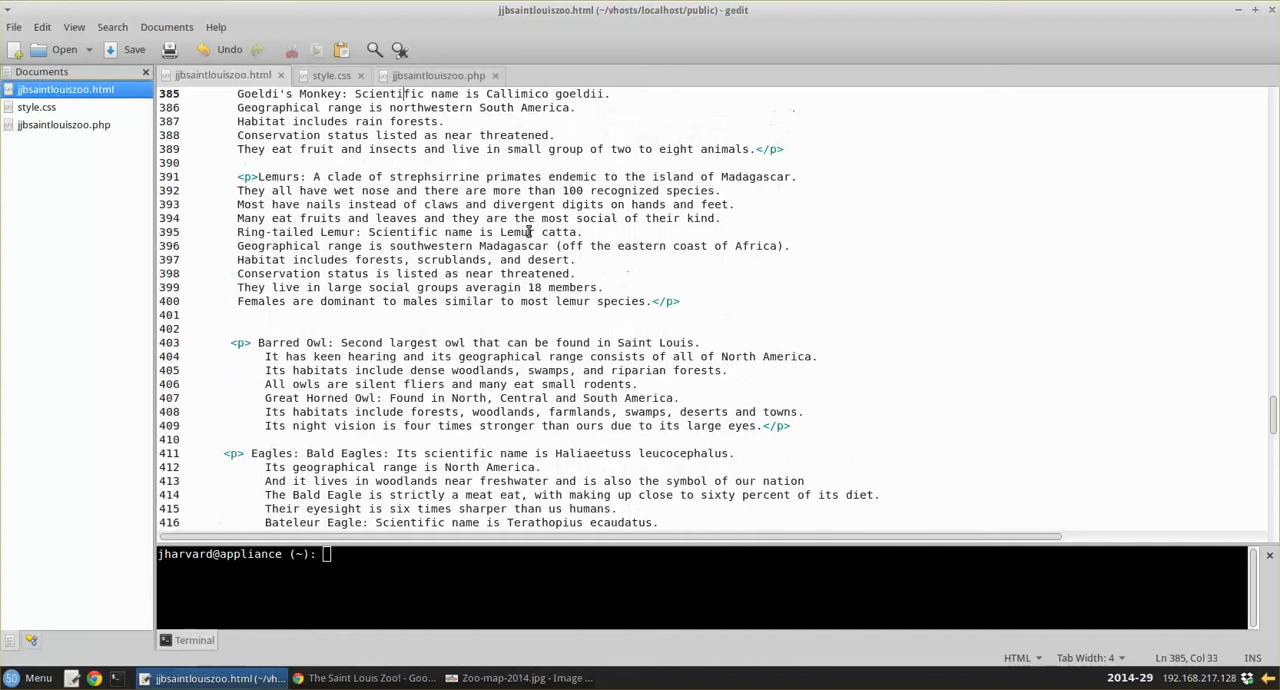 jjbsaintlouiszoo.html (~/vhosts/localhost/public) - gedit
File Edit View Search Documents Help
Open Save Undo
Documents
jjbsaintlouiszoo.html style.css jjbsaintlouiszoo.php
jjbsaintlouiszoo.html
style.css
jjbsaintlouiszoo.php
385 Goeldi's Monkey: Scientific name is Callimico goeldii.
386 Geographical range is northwestern South America.
387 Habitat includes rain forests.
388 Conservation status listed as near threatened.
389 They eat fruit and insects and live in small group of two to eight animals.</p>
390
391 <p>Lemurs: A clade of strephsirrine primates endemic to the island of Madagascar.
392 They all have wet nose and there are more than 100 recognized species.
393 Most have nails instead of claws and divergent digits on hands and feet.
394 Many eat fruits and leaves and they are the most social of their kind.
395 Ring-tailed Lemur: Scientific name is Lemur catta.
396 Geographical range is southwestern Madagascar (off the eastern coast of Africa).
397 Habitat includes forests, scrublands, and desert.
398 Conservation status is listed as near threatened.
399 They live in large social groups averagin 18 members.
400 Females are dominant to males similar to most lemur species.</p>
401
402
403 <p> Barred Owl: Second largest owl that can be found in Saint Louis.
404 It has keen hearing and its geographical range consists of all of North America.
405 Its habitats include dense woodlands, swamps, and riparian forests.
406 All owls are silent fliers and many eat small rodents.
407 Great Horned Owl: Found in North, Central and South America.
408 Its habitats include forests, woodlands, farmlands, swamps, deserts and towns.
409 Its night vision is four times stronger than ours due to its large eyes.</p>
410
411 <p> Eagles: Bald Eagles: Its scientific name is Haliaeetuss leucocephalus.
412 Its geographical range is North America.
413 And it lives in woodlands near freshwater and is also the symbol of our nation
414 The Bald Eagle is strictly a meat eat, with making up close to sixty percent of its diet.
415 Their eyesight is six times sharper than us humans.
416 Bateleur Eagle: Scientific name is Terathopius ecaudatus.
jharvard@appliance (~):
Terminal
HTML Tab Width: 4 Ln 385, Col 33 INS
50 Menu jjbsaintlouiszoo.html (~/vh... The Saint Louis Zoo! - Goo... Zoo-map-2014.jpg - Image ... 2014-29 192.168.217.128